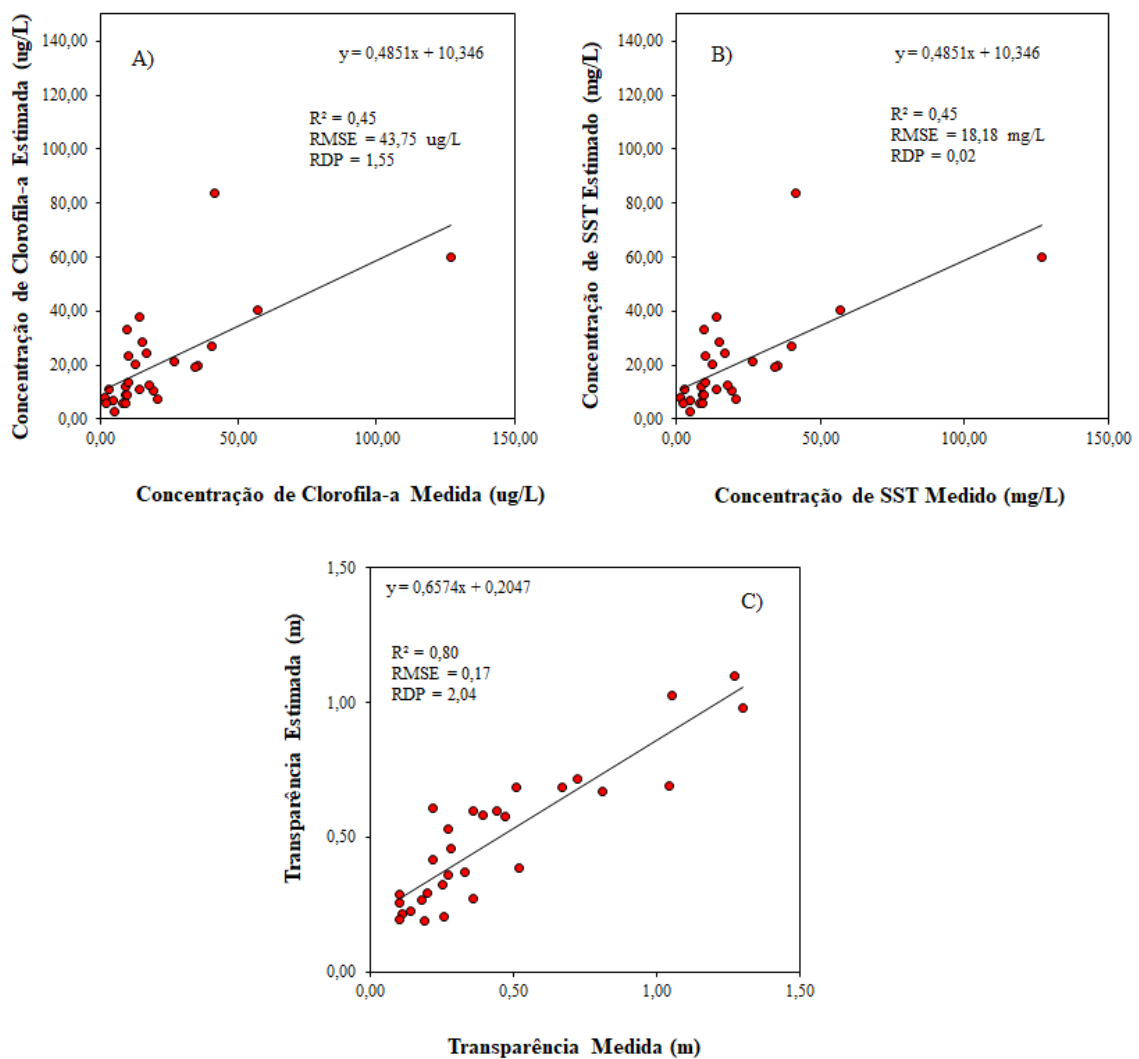 Concentração de Clorofila-a Estimada (ug/L)
140,00
120,00
100,00
80,00
60,00
40,00
20,00
0,00
A)
y = 0,4851x + 10,346
R² = 0,45
RMSE = 43,75 ug/L
RDP = 1,55
0,00 50,00 100,00 150,00
Concentração de Clorofila-a Medida (ug/L)
Concentração de SST Estimado (mg/L)
140,00
120,00
100,00
80,00
60,00
40,00
20,00
0,00
B)
y = 0,4851x + 10,346
R² = 0,45
RMSE = 18,18 mg/L
RDP = 0,02
0,00 50,00 100,00 150,00
Concentração de SST Medido (mg/L)
Transparência Estimada (m)
1,50
1,00
0,50
0,00
y = 0,6574x + 0,2047
C)
R² = 0,80
RMSE = 0,17
RDP = 2,04
0,00 0,50 1,00 1,50
Transparência Medida (m)